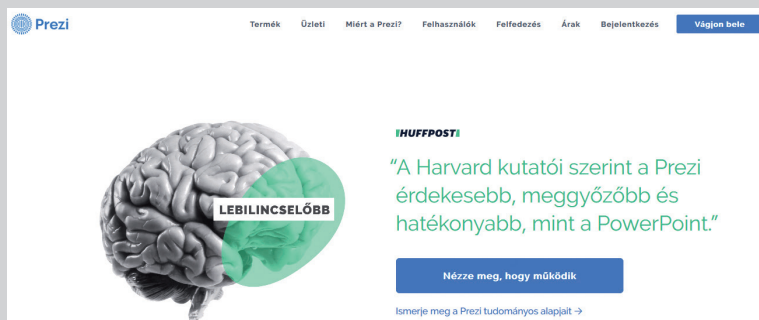 Prezi
Termék Üzleti Miért a Prezi? Felhasználók Felfedezés Árak Bejelentkezés Vágjon bele
HUFFPOST
LEBILINCSELŐBB
“A Harvard kutatói szerint a Prezi
érdekesebb, meggyőzőbb és
hatékonyabb, mint a PowerPoint.”
Nézze meg, hogy működik
Ismerje meg a Prezi tudományos alapjait →